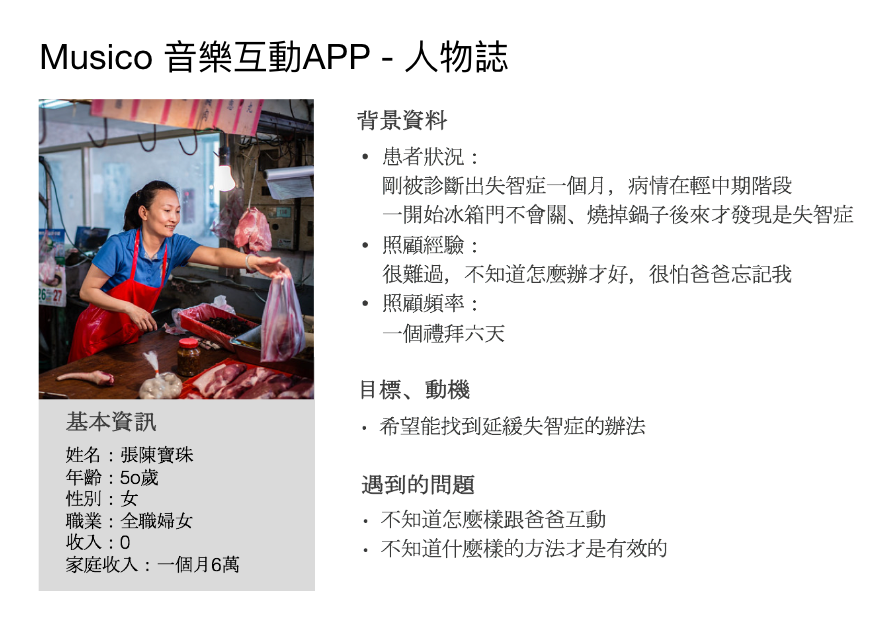 Musico 音樂互動APP - 人物誌
背景資料
• 患者狀況：
剛被診斷出失智症一個月，病情在輕中期階段
一開始冰箱門不會關、燒掉鍋子後來才發現是失智症
• 照顧經驗：
很難過，不知道怎麼辦才好，很怕爸爸忘記我
• 照顧頻率：
一個禮拜六天
目標、動機
• 希望能找到延緩失智症的辦法
遇到的問題
• 不知道怎麼樣跟爸爸互動
• 不知道什麼樣的方法才是有效的
基本資訊
姓名：張陳寶珠
年齡：5o歲
性別：女
職業：全職婦女
收入：0
家庭收入：一個月6萬
26 27